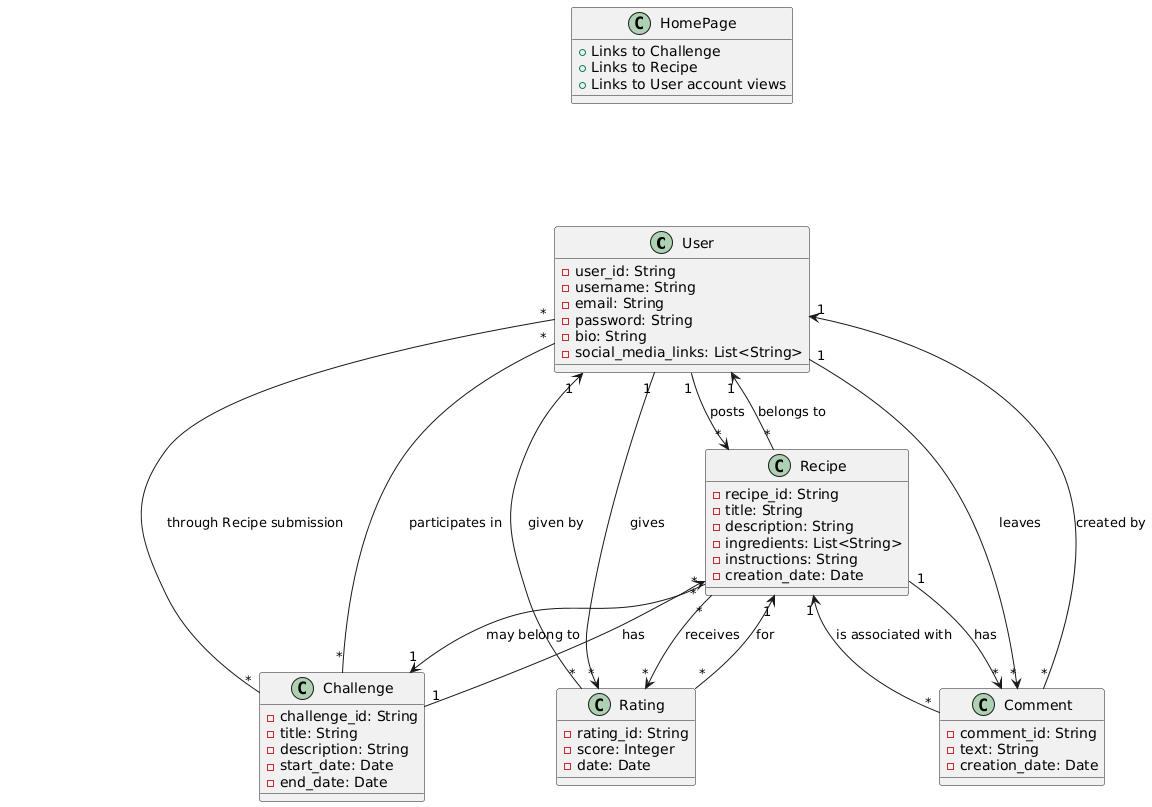 C HomePage
Links to Challenge
Links to Recipe
Links to User account views
C User
user_id: String
username: String
email: String
password: String
bio: String
social_media_links: List<String>
*
*
1
1
1
1
1
1
posts
belongs to
*
*
C Recipe
recipe_id: String
title: String
description: String
ingredients: List<String>
instructions: String
creation_date: Date
through Recipe submission
participates in
given by
gives
leaves
created by
*
*
*
1
1
1
1
may belong to
has
receives
for
is associated with
has
*
*
1
1
*
*
*
*
*
*
*
*
C Challenge
challenge_id: String
title: String
description: String
start_date: Date
end_date: Date
C Rating
rating_id: String
score: Integer
date: Date
C Comment
comment_id: String
text: String
creation_date: Date